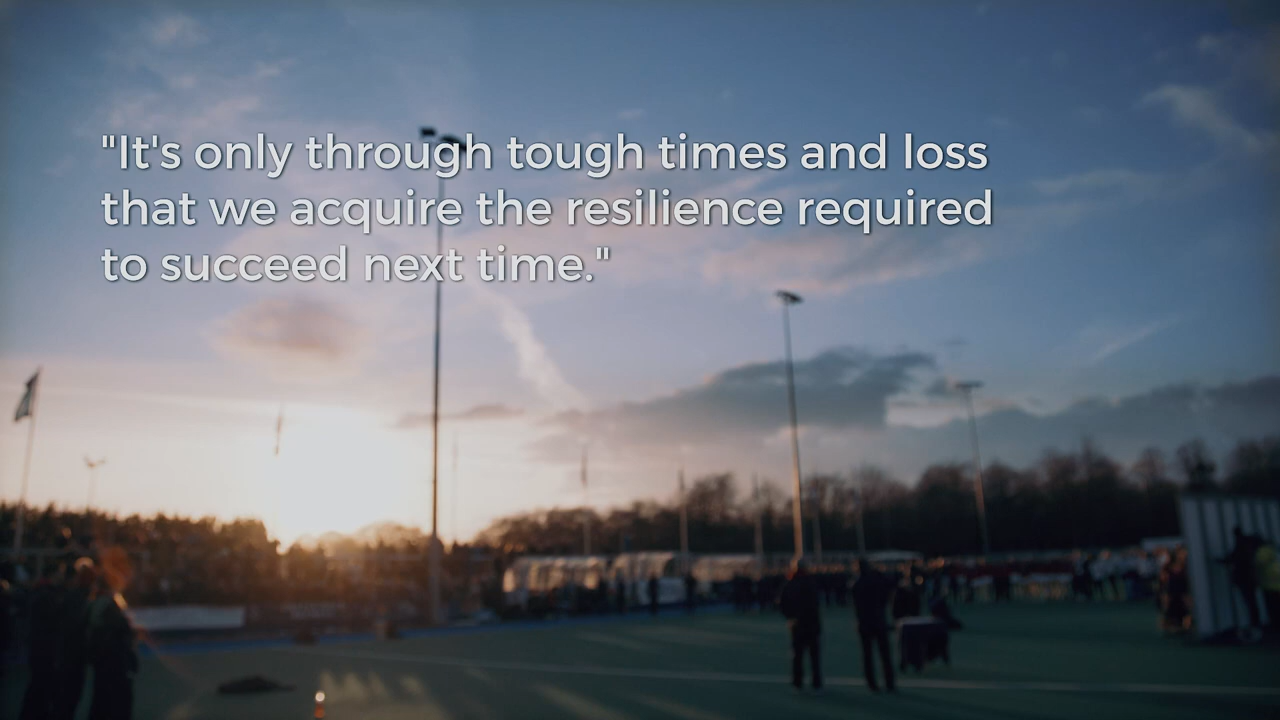 "It's only through tough times and loss
that we acquire the resilience required
to succeed next time."